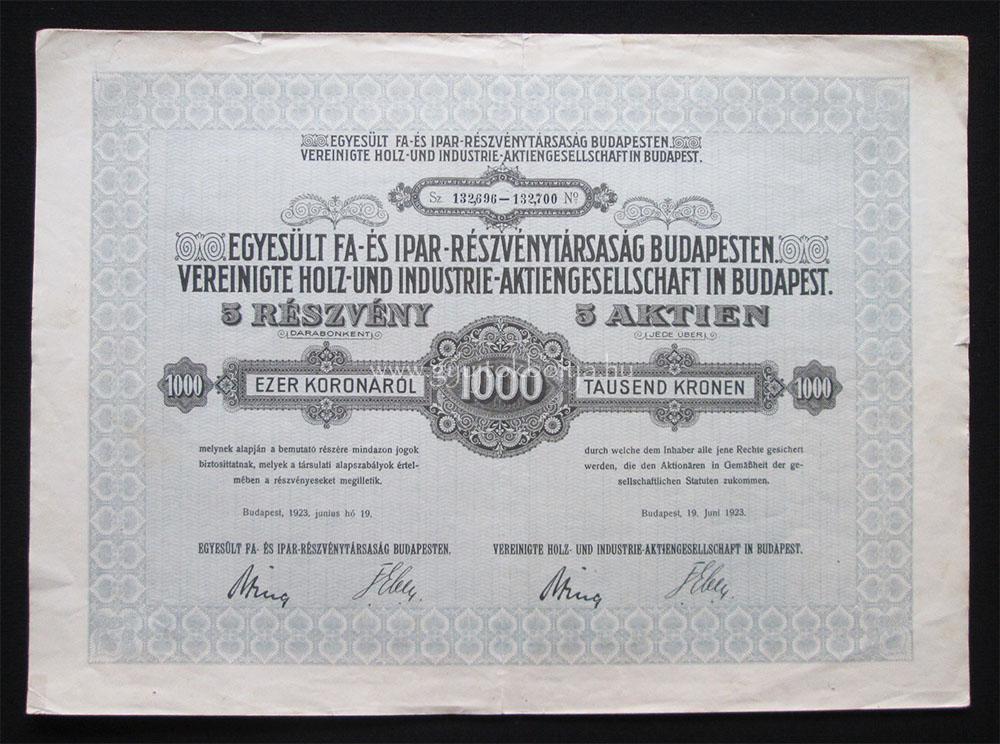 EGYESÜLT FA-ÉS IPAR-RÉSZVÉNYTÁRSASÁG BUDAPESTEN.
VEREINIGTE HOLZ-UND INDUSTRIE-AKTIENGESELLSCHAFT IN BUDAPEST.
Sz. 132,696–132,700 Nº
EGYESÜLT FA-ÉS IPAR-RÉSZVÉNYTÁRSASÁG BUDAPESTEN.
VEREINIGTE HOLZ-UND INDUSTRIE-AKTIENGESELLSCHAFT IN BUDAPEST.
5 RÉSZVÉNY
(DARABONKÉNT)
5 AKTIEN
(JEDE ÜBER)
1000 EZER KORONÁRÓL 1000 TAUSEND KRONEN 1000
melynek alapján a bemutató részére mindazon jogok
biztosíttatnak, melyek a társulati alapszabályok értel-
mében a részvényeseket megilletik.
Budapest, 1923. junius hó 19.
durch welche dem Inhaber alle jene Rechte gesichert
werden, die den Aktionären in Gemäßheit der ge-
sellschaftlichen Statuten zukommen.
Budapest, 19. Juni 1923.
EGYESÜLT FA- ÉS IPAR-RÉSZVÉNYTÁRSASÁG BUDAPESTEN.
VEREINIGTE HOLZ- UND INDUSTRIE-AKTIENGESELLSCHAFT IN BUDAPEST.